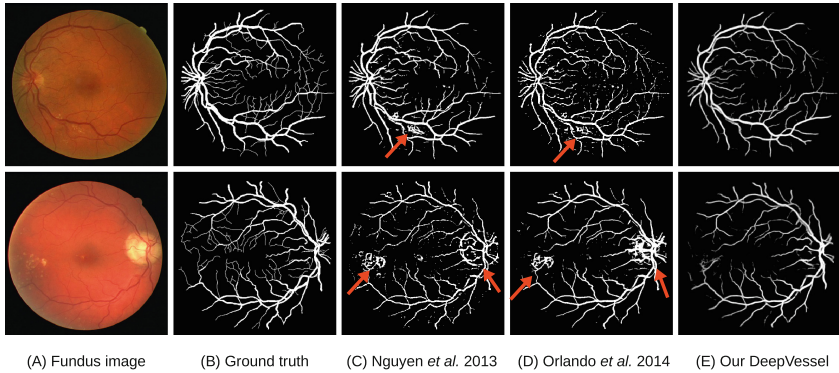 (A) Fundus image (B) Ground truth (C) Nguyen et al. 2013 (D) Orlando et al. 2014 (E) Our DeepVessel